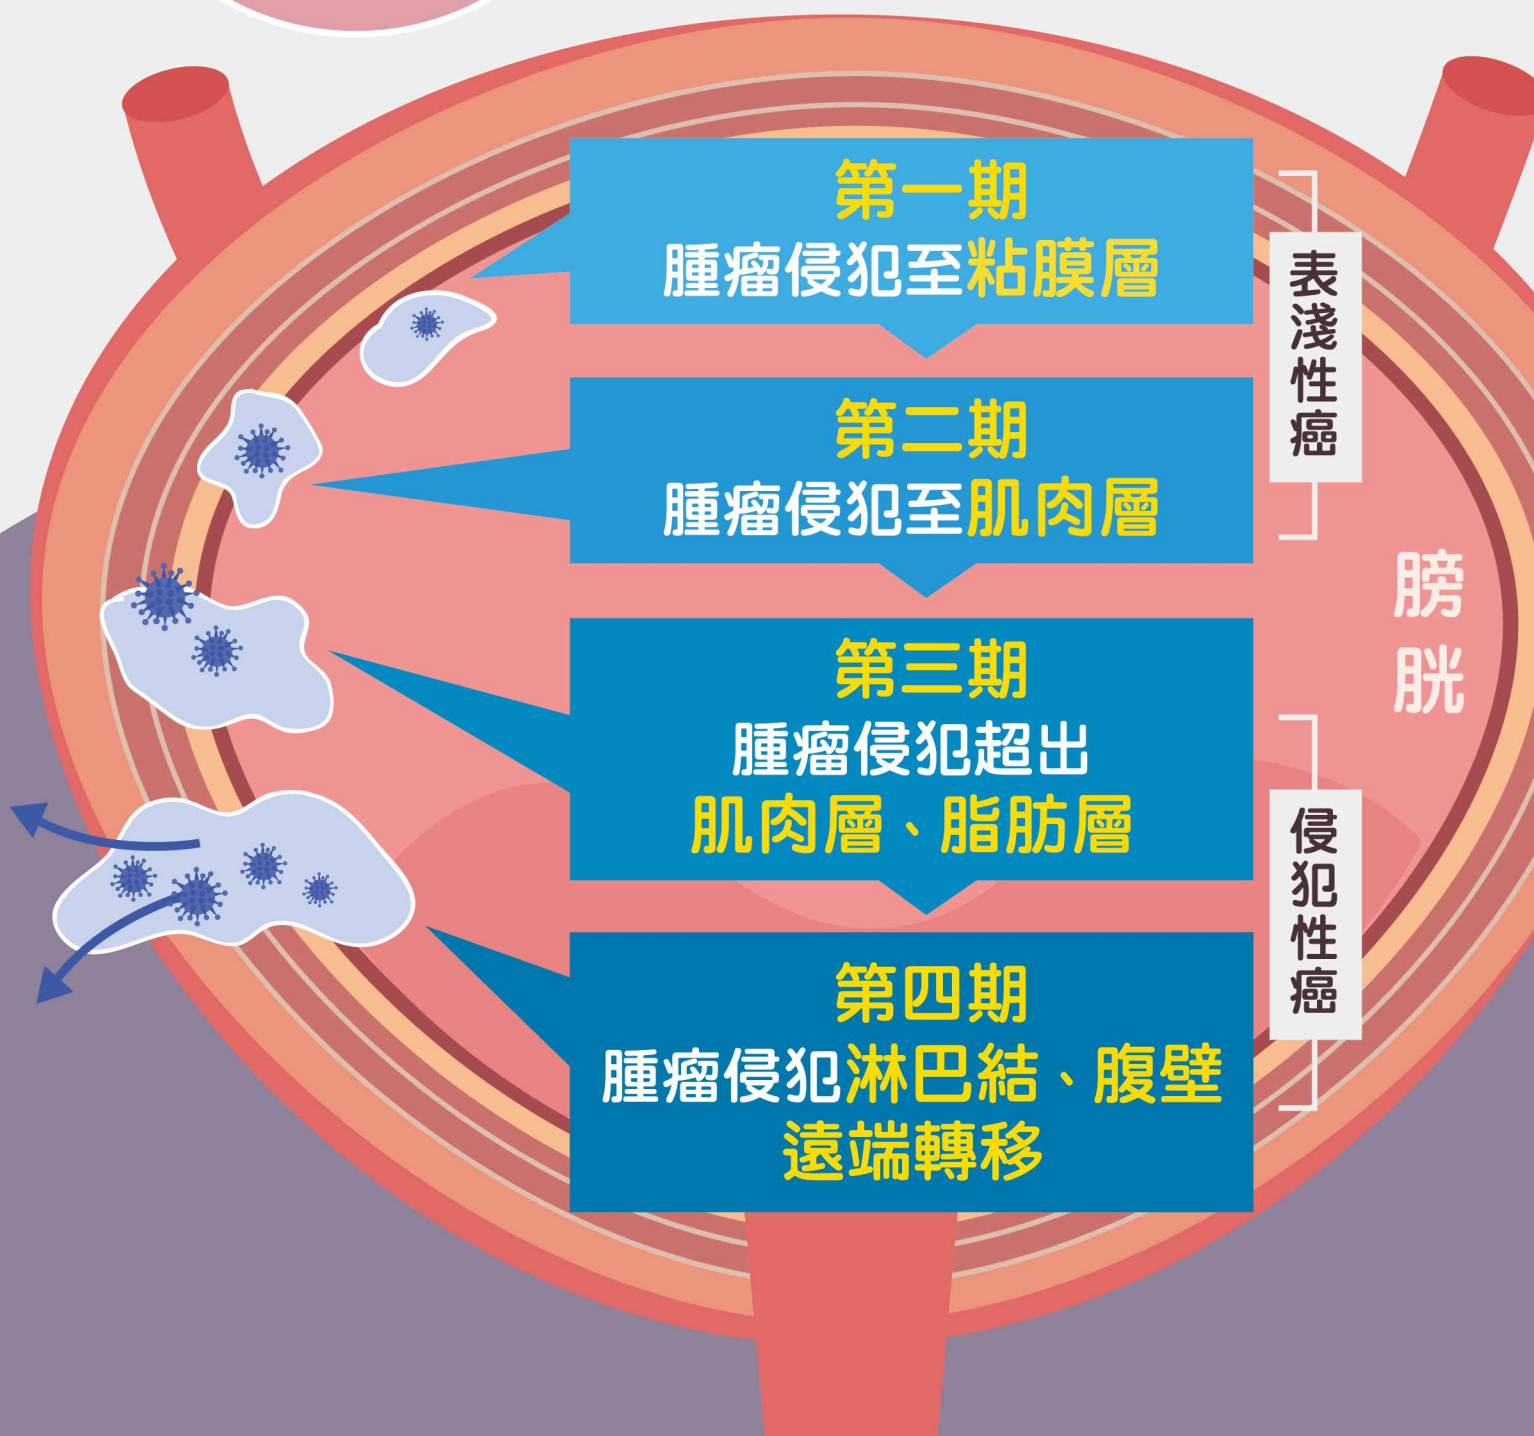 第一期
腫瘤侵犯至粘膜層
第二期
腫瘤侵犯至肌肉層
表淺性癌
膀胱
第三期
腫瘤侵犯超出
肌肉層、脂肪層
第四期
腫瘤侵犯淋巴結、腹壁
遠端轉移
侵犯性癌